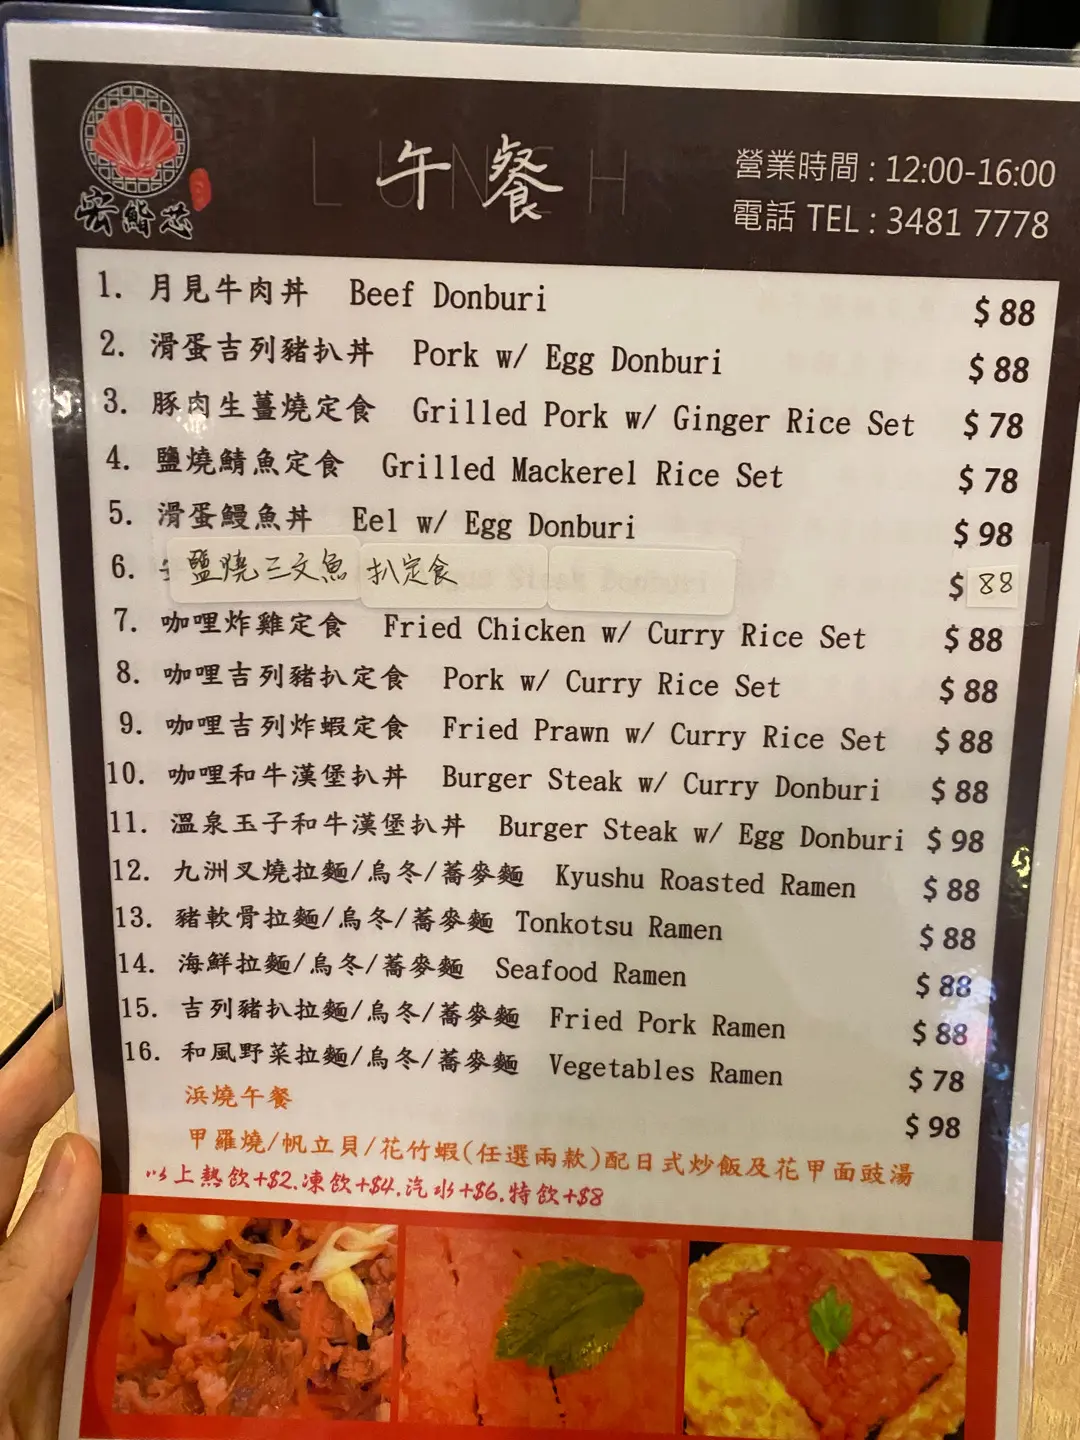 LUNCH
午餐
營業時間 : 12:00-16:00
電話 TEL : 3481 7778
1. 月見牛肉丼 Beef Donburi $ 88
2. 滑蛋吉列豬扒丼 Pork w/ Egg Donburi $ 88
3. 豚肉生薑燒定食 Grilled Pork w/ Ginger Rice Set $ 78
4. 鹽燒鯖魚定食 Grilled Mackerel Rice Set $ 78
5. 滑蛋鰻魚丼 Eel w/ Egg Donburi $ 98
6. 鹽燒三文魚扒定食 $ 88
7. 咖哩炸雞定食 Fried Chicken w/ Curry Rice Set $ 88
8. 咖哩吉列豬扒定食 Pork w/ Curry Rice Set $ 88
9. 咖哩吉列炸蝦定食 Fried Prawn w/ Curry Rice Set $ 88
10. 咖哩和牛漢堡扒丼 Burger Steak w/ Curry Donburi $ 88
11. 溫泉玉子和牛漢堡扒丼 Burger Steak w/ Egg Donburi $ 98
12. 九洲叉燒拉麵/烏冬/蕎麥麵 Kyushu Roasted Ramen $ 88
13. 豬軟骨拉麵/烏冬/蕎麥麵 Tonkotsu Ramen $ 88
14. 海鮮拉麵/烏冬/蕎麥麵 Seafood Ramen $ 88
15. 吉列豬扒拉麵/烏冬/蕎麥麵 Fried Pork Ramen $ 88
16. 和風野菜拉麵/烏冬/蕎麥麵 Vegetables Ramen $ 78
浜燒午餐 $ 98
甲羅燒/帆立貝/花竹蝦(任選兩款)配日式炒飯及花甲面豉湯
以上熱飲+$2.凍飲+$4.汽水+$6.特飲+$8